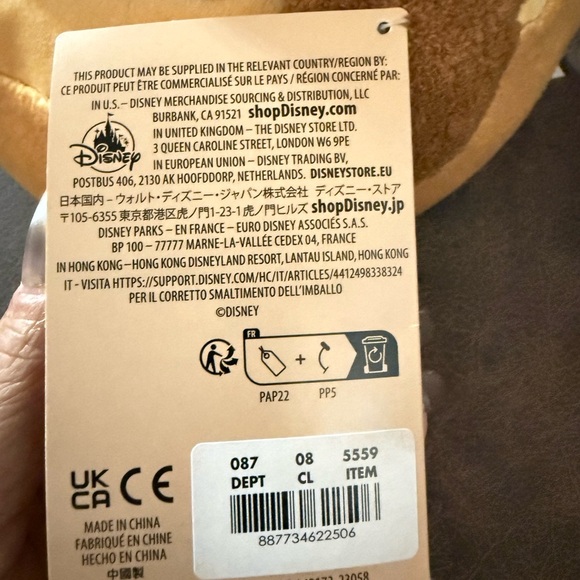 THIS PRODUCT MAY BE SUPPLIED IN THE RELEVANT COUNTRY/REGION BY:
CE PRODUIT PEUT ÊTRE COMMERCIALISÉ SUR LE PAYS / RÉGION CONCERNÉ PAR:
IN U.S. – DISNEY MERCHANDISE SOURCING & DISTRIBUTION, LLC
BURBANK, CA 91521 shopDisney.com
IN UNITED KINGDOM – THE DISNEY STORE LTD.
3 QUEEN CAROLINE STREET, LONDON W6 9PE
Disney
IN EUROPEAN UNION – DISNEY TRADING BV,
POSTBUS 406, 2130 AK HOOFDDORP, NETHERLANDS. DISNEYSTORE.EU
日本国内 – ウォルト・ディズニー・ジャパン株式会社 ディズニー・ストア
〒105-6355 東京都港区虎ノ門1-23-1虎ノ門ヒルズ shopDisney.jp
DISNEY PARKS – EN FRANCE – EURO DISNEY ASSOCIÉS S.A.S.
BP 100 – 77777 MARNE-LA-VALLÉE CEDEX 04, FRANCE
IN HONG KONG – HONG KONG DISNEYLAND RESORT, LANTAU ISLAND, HONG KONG
IT - VISITA HTTPS://SUPPORT.DISNEY.COM/HC/IT/ARTICLES/4412498338324
PER IL CORRETTO SMALTIMENTO DELL'IMBALLO
©DISNEY
FR
+
PAP22 PP5
UK
CA CE
087 08 5559
DEPT CL ITEM
887734622506
MADE IN CHINA
FABRIQUÉ EN CHINE
HECHO EN CHINA
中國製